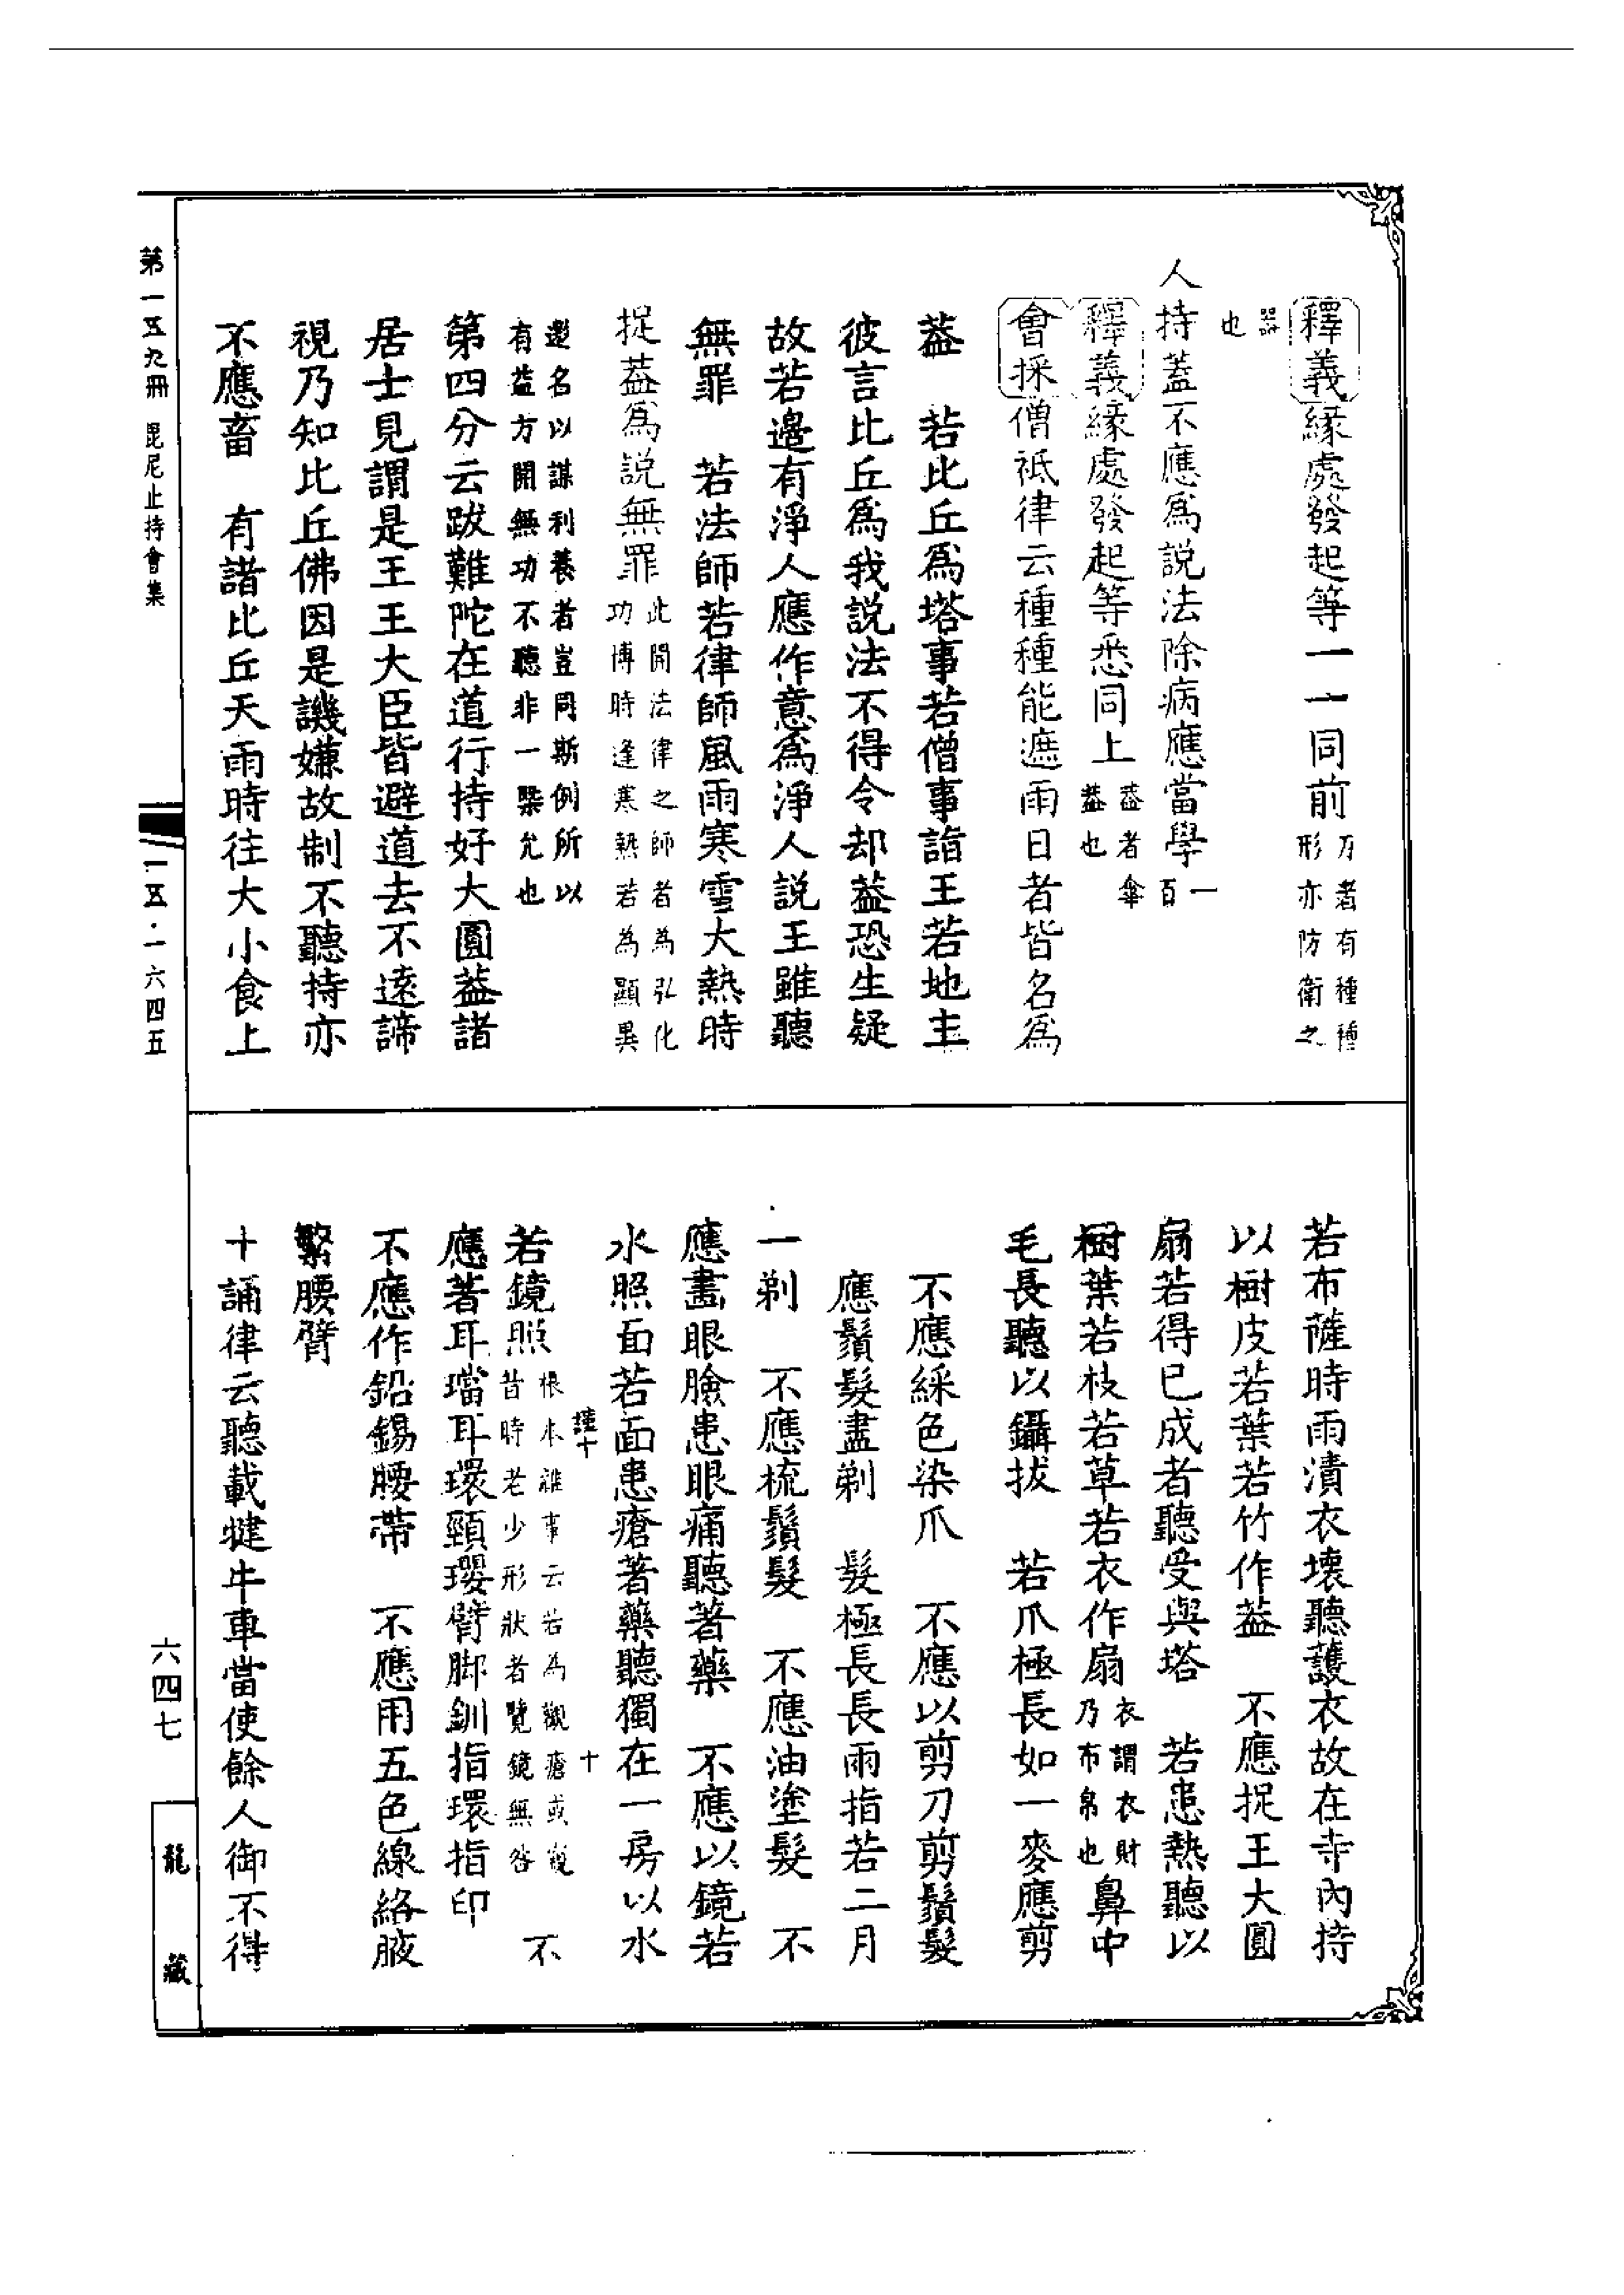 釋義緣處發起等一一同前刀者有種種形亦防衛之
器也
人持蓋不應爲說法除病應當學一百
釋義緣處發起等悉同上葢者傘葢也
會採僧祇律云種種能遮雨日者皆名爲
葢　若比丘爲塔事若僧事詣王若地主
彼言比丘爲我說法不得令却葢恐生疑
故若邊有淨人應作意爲淨人說王雖聽
無罪　若法師若律師風雨寒雪大熱時
捉葢爲說無罪此開法律之師者為弘化功博時逢寒熱若為顯異
邀名以謀利養者豈同斯例所以有葢方開無功不聽非一槩允也
第四分云跋難陀在道行持好大圓葢諸
居士見謂是王王大臣皆避道去不遠諦
視乃知比丘佛因是譏嫌故制不聽持亦
不應畜　有諸比丘天雨時往大小食上
若布薩時雨漬衣壞聽護衣故在寺內持
以樹皮若葉若竹作葢　不應捉王大圓
扇若得已成者聽受與塔　若患熱聽以
樹葉若枝若草若衣作扇衣謂衣財乃布帛也鼻中
毛長聽以鑷拔　若爪極長如一麥應剪
不應綵色染爪　不應以剪刀剪鬚髮
應鬚髮盡剃　髮極長長兩指若二月
一剃　不應梳鬚髮　不應油塗髮　不
應畫眼臉患眼痛聽著藥　不應以鏡若
水照面若面患瘡著藥聽獨在一房以水
若鏡照根本雜事云若為觀瘡或觀昔時老少形狀者覽鏡無咎　不
應著耳璫耳環頸瓔臂脚釧指環指印
不應作鉛錫腰帶　不應用五色線絡腋
繫腰臂
十誦律云聽載犍牛車當使餘人御不得
第一五九冊　毘尼止持會集
一五·一六四五
六四七
龍藏